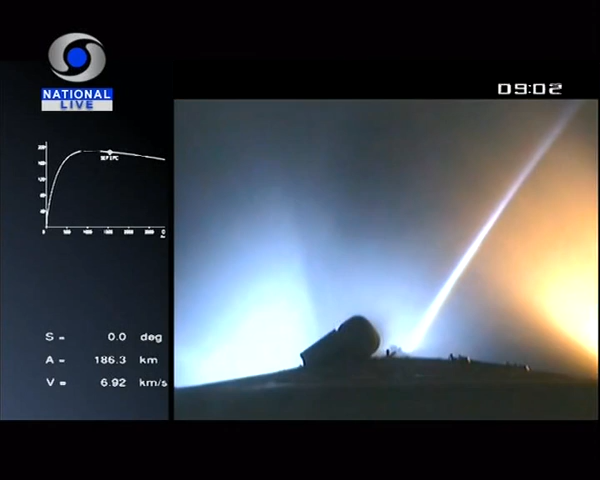 NATIONAL
LIVE
09:02
S = 0.0 deg
A = 186.3 km
V = 6.92 km/s